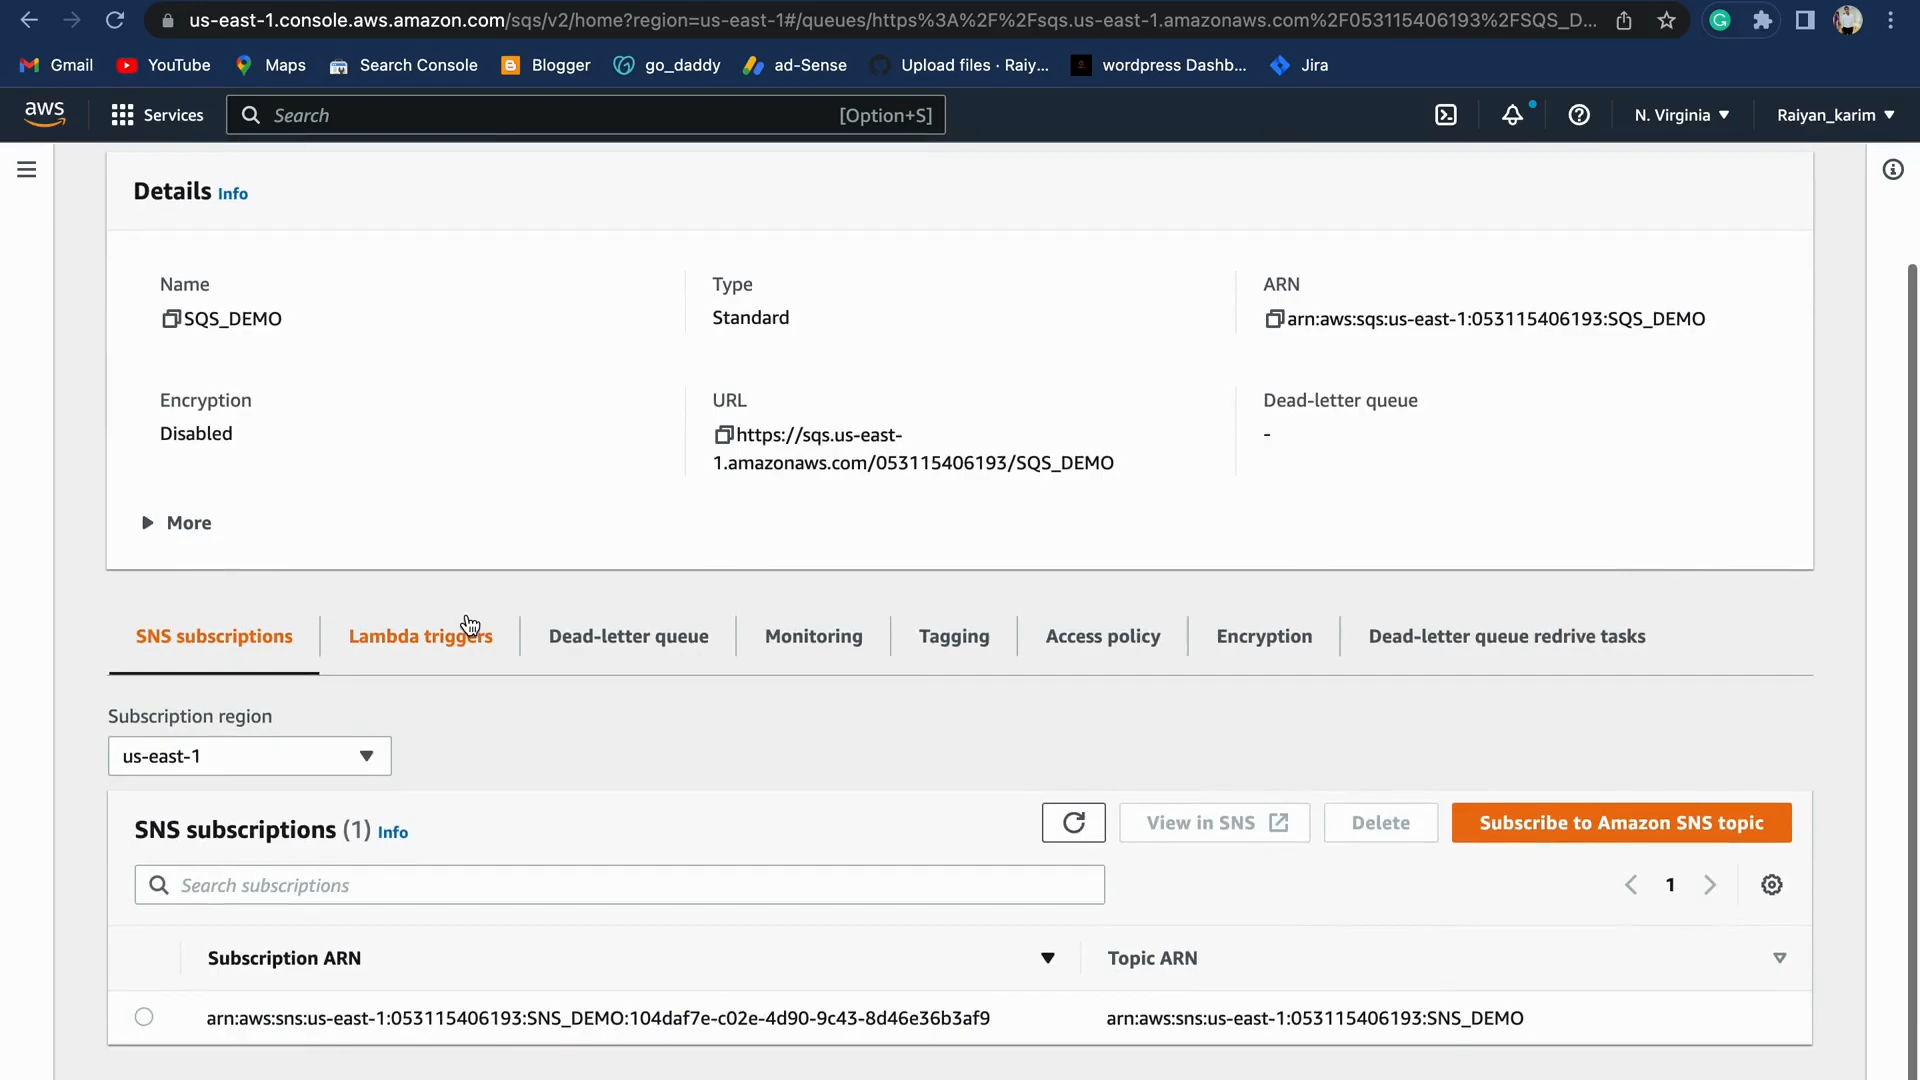 us-east-1.console.aws.amazon.com/sqs/v2/home?region=us-east-1#/queues/https%3A%2F%2Fsqs.us-east-1.amazonaws.com%2F053115406193%2FSQS_D...
Gmail YouTube Maps Search Console Blogger go_daddy ad-Sense Upload files · Raiy... wordpress Dashb... Jira
aws Services Search [Option+S] N. Virginia Raiyan_karim
Details Info
Name Type ARN
SQS_DEMO Standard arn:aws:sqs:us-east-1:053115406193:SQS_DEMO
Encryption URL Dead-letter queue
Disabled https://sqs.us-east- -
1.amazonaws.com/053115406193/SQS_DEMO
More
SNS subscriptions Lambda triggers Dead-letter queue Monitoring Tagging Access policy Encryption Dead-letter queue redrive tasks
Subscription region
us-east-1
SNS subscriptions (1) Info View in SNS Delete Subscribe to Amazon SNS topic
Search subscriptions 1
Subscription ARN Topic ARN
arn:aws:sns:us-east-1:053115406193:SNS_DEMO:104daf7e-c02e-4d90-9c43-8d46e36b3af9 arn:aws:sns:us-east-1:053115406193:SNS_DEMO